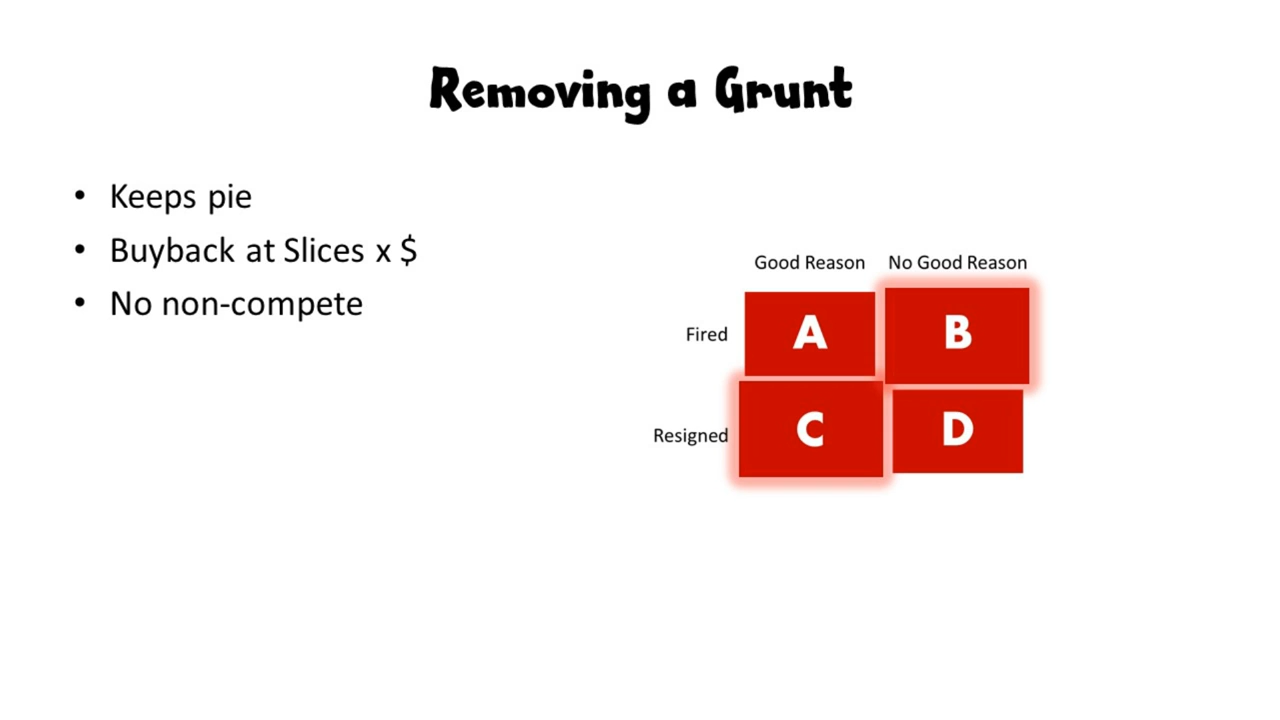 Removing a Grunt
• Keeps pie
• Buyback at Slices x $
• No non-compete
Good Reason No Good Reason
Fired A B
Resigned C D